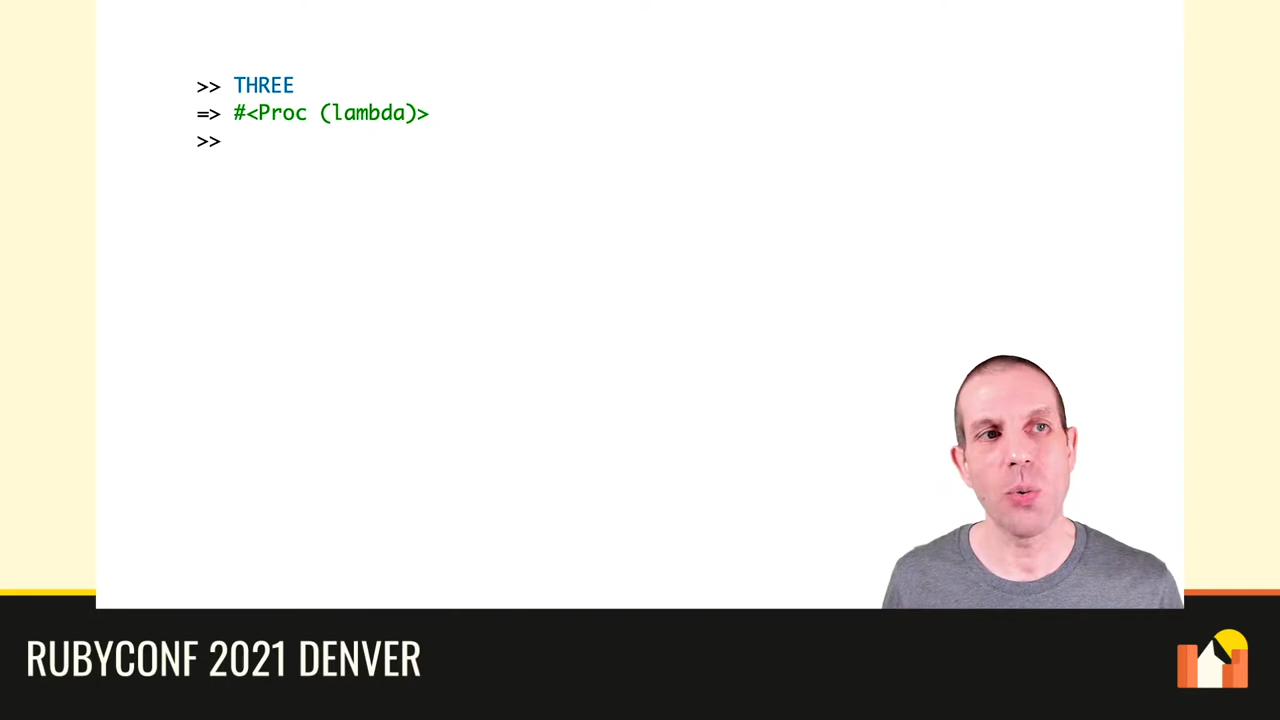 >> THREE
=> #<Proc (lambda)>
>>
RUBYCONF 2021 DENVER